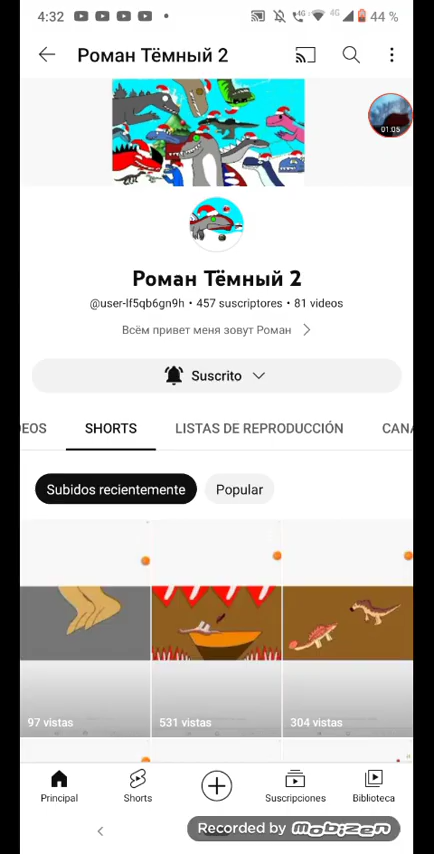 4:32
4G
4G
44 %
Роман Тёмный 2
01:05
Роман Тёмный 2
@user-lf5qb6gn9h • 457 suscriptores • 81 videos
Всём привет меня зовут Роман
Suscrito
EOS SHORTS LISTAS DE REPRODUCCIÓN CANA
Subidos recientemente Popular
97 vistas 531 vistas 304 vistas
Principal Shorts Suscripciones Biblioteca
Recorded by mobizen